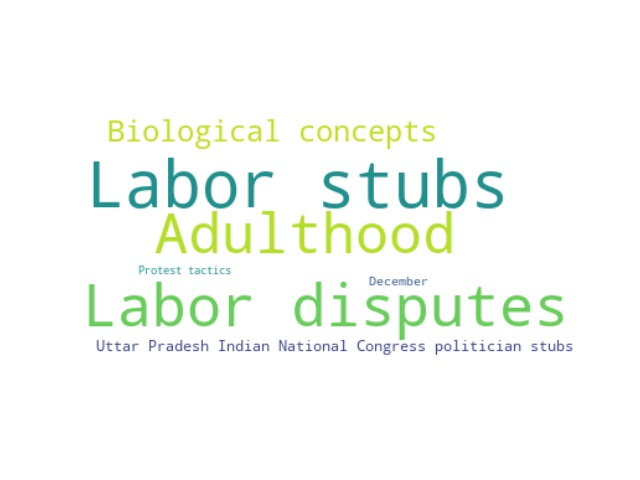 Biological concepts
Labor stubs
Adulthood
Protest tactics
December
Labor disputes
Uttar Pradesh Indian National Congress politician stubs